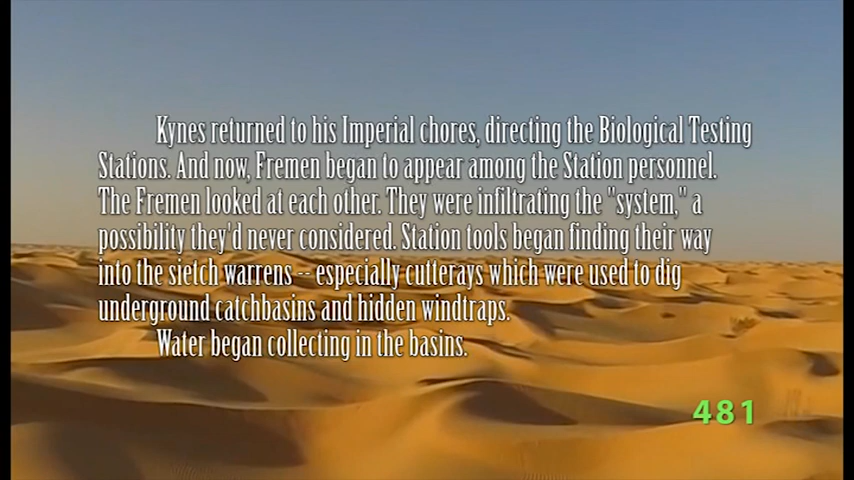 Kynes returned to his Imperial chores, directing the Biological Testing
Stations. And now, Fremen began to appear among the Station personnel.
The Fremen looked at each other. They were infiltrating the "system," a
possibility they'd never considered. Station tools began finding their way
into the sietch warrens -- especially cutterays which were used to dig
underground catchbasins and hidden windtraps.
Water began collecting in the basins.
481